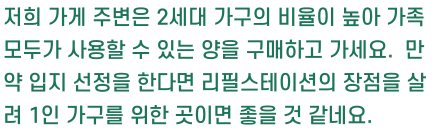 저희 가게 주변은 2세대 가구의 비율이 높아 가족
모두가 사용할 수 있는 양을 구매하고 가세요. 만
약 입지 선정을 한다면 리필스테이션의 장점을 살
려 1인 가구를 위한 곳이면 좋을 것 같네요.